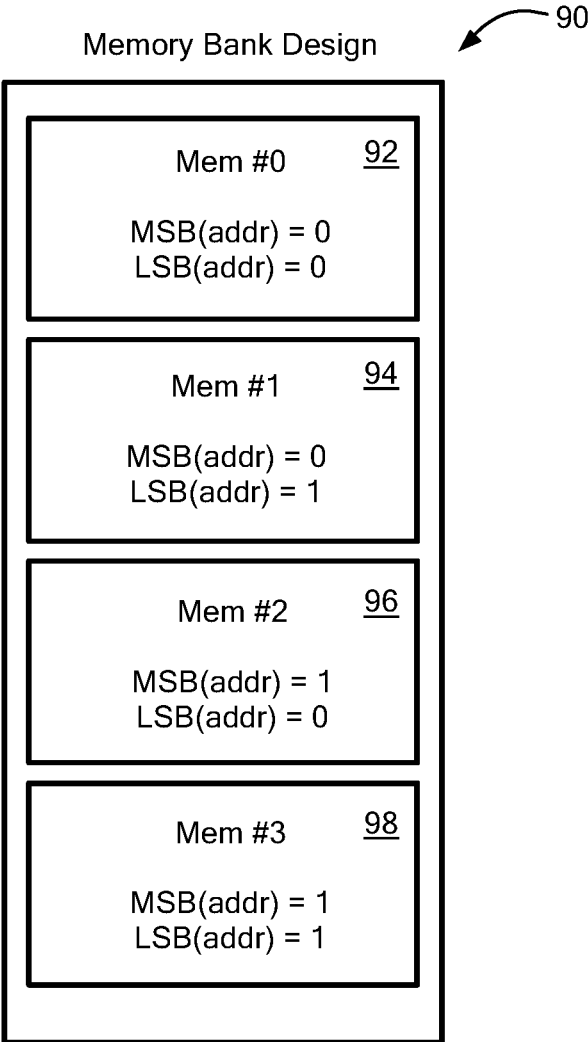 90
Memory Bank Design
92
Mem #0
MSB(addr) = 0
LSB(addr) = 0
94
Mem #1
MSB(addr) = 0
LSB(addr) = 1
96
Mem #2
MSB(addr) = 1
LSB(addr) = 0
98
Mem #3
MSB(addr) = 1
LSB(addr) = 1